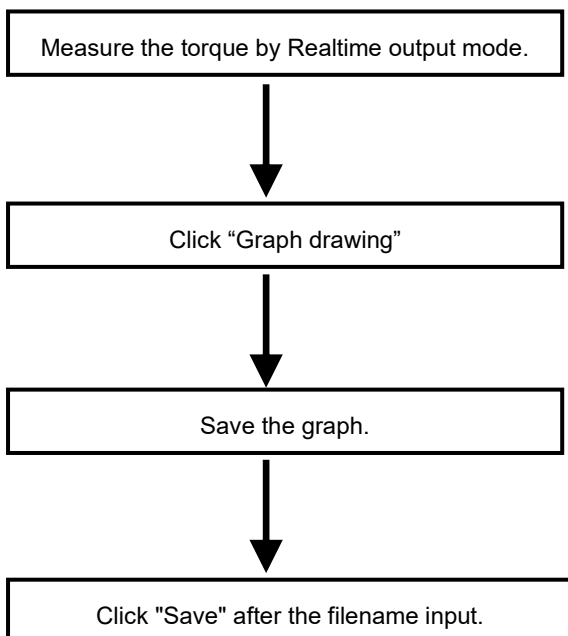 Measure the torque by Realtime output mode.
Click “Graph drawing”
Save the graph.
Click "Save" after the filename input.